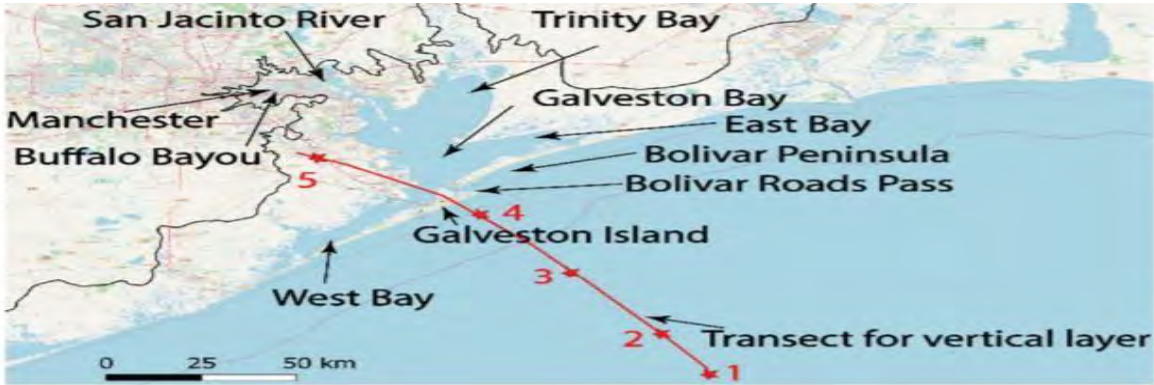 San Jacinto River
Trinity Bay
Galveston Bay
Manchester
East Bay
Buffalo Bayou
Bolivar Peninsula
5
Bolivar Roads Pass
4
Galveston Island
3
West Bay
2
Transect for vertical layer
0 25 50 km
1